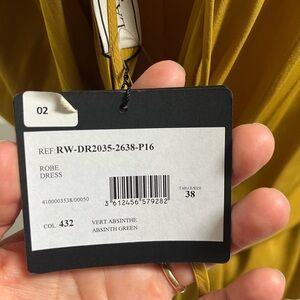 02
REF:RW-DR2035-2638-P16
ROBE
DRESS
4100003538/00050
3 612456 579282
TAILLE/SIZE
38
COL: 432
VERT ABSINTHE
ABSINTH GREEN